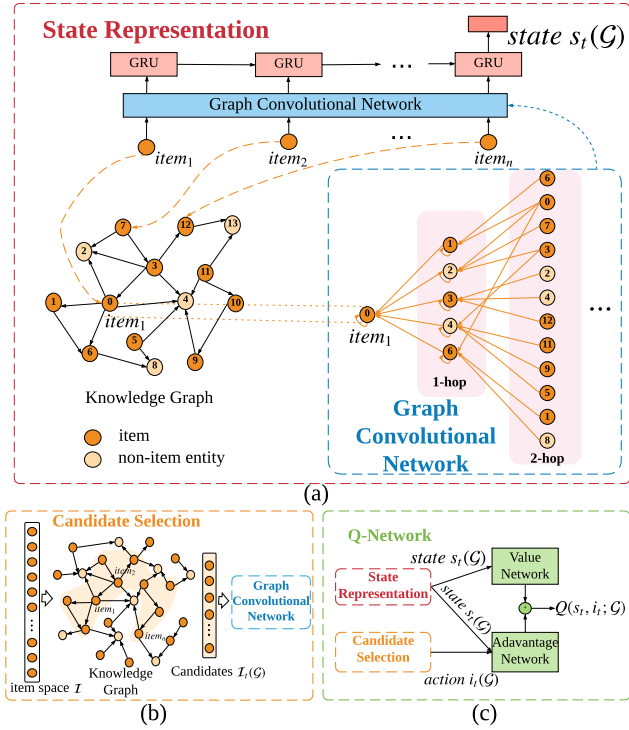 State Representation
state s_t(𝒢)
GRU GRU ... GRU
Graph Convolutional Network
...
item_1 item_2 item_n
7 12 13
2
3
11
1 0 4 10
item_1
5
6 8 9
Knowledge Graph
item
non-item entity
0
item_1
1
2
3
4
6
1-hop
6
0
7
3
2
4
12
11
9
5
1
8
2-hop
...
Graph
Convolutional
Network
(a)
Candidate Selection
item_2
item_1
item_n
item space ℐ
Knowledge
Graph
Candidates ℐ_t(𝒢)
Graph
Convolutional
Network
(b)
Q-Network
State
Representation
state s_t(𝒢)
state s_t(𝒢)
Value
Network
+
Q(s_t, i_t; 𝒢)
Candidate
Selection
action i_t(𝒢)
Adavantage
Network
(c)